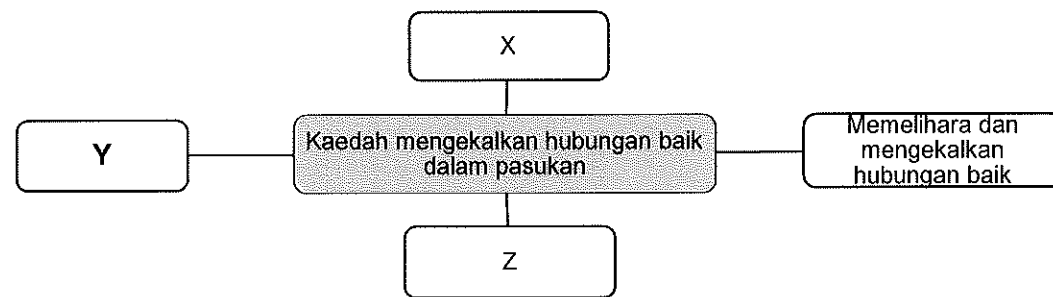 X
Y
Kaedah mengekalkan hubungan baik
dalam pasukan
Memelihara dan
mengekalkan
hubungan baik
Z